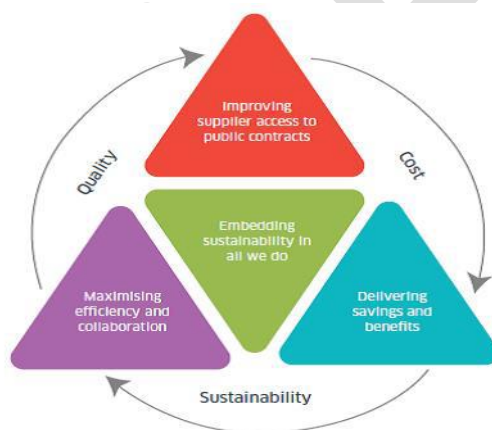 Improving
supplier access to
public contracts
Quality
Cost
Embedding
sustainability in
all we do
Maximising
efficiency and
collaboration
Delivering
savings and
benefits
Sustainability